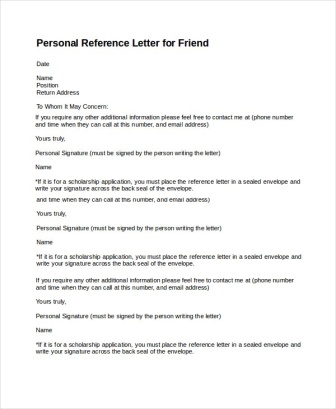 Personal Reference Letter for Friend
Date
Name
Position
Return Address
To Whom It May Concern:
If you require any other additional information please feel free to contact me at (phone number
and time when they can call at this number, and email address)
Yours truly,
Personal Signature (must be signed by the person writing the letter)
Name
*If it is for a scholarship application, you must place the reference letter in a sealed envelope and
write your signature across the back seal of the envelope.
and time when they can call at this number, and email address)
Yours truly,
Personal Signature (must be signed by the person writing the letter)
Name
*If it is for a scholarship application, you must place the reference letter in a sealed envelope and
write your signature across the back seal of the envelope.
If you require any other additional information please feel free to contact me at (phone number
and time when they can call at this number, and email address)
Yours truly,
Personal Signature (must be signed by the person writing the letter)
Name
*If it is for a scholarship application, you must place the reference letter in a sealed envelope and
write your signature across the back seal of the envelope.